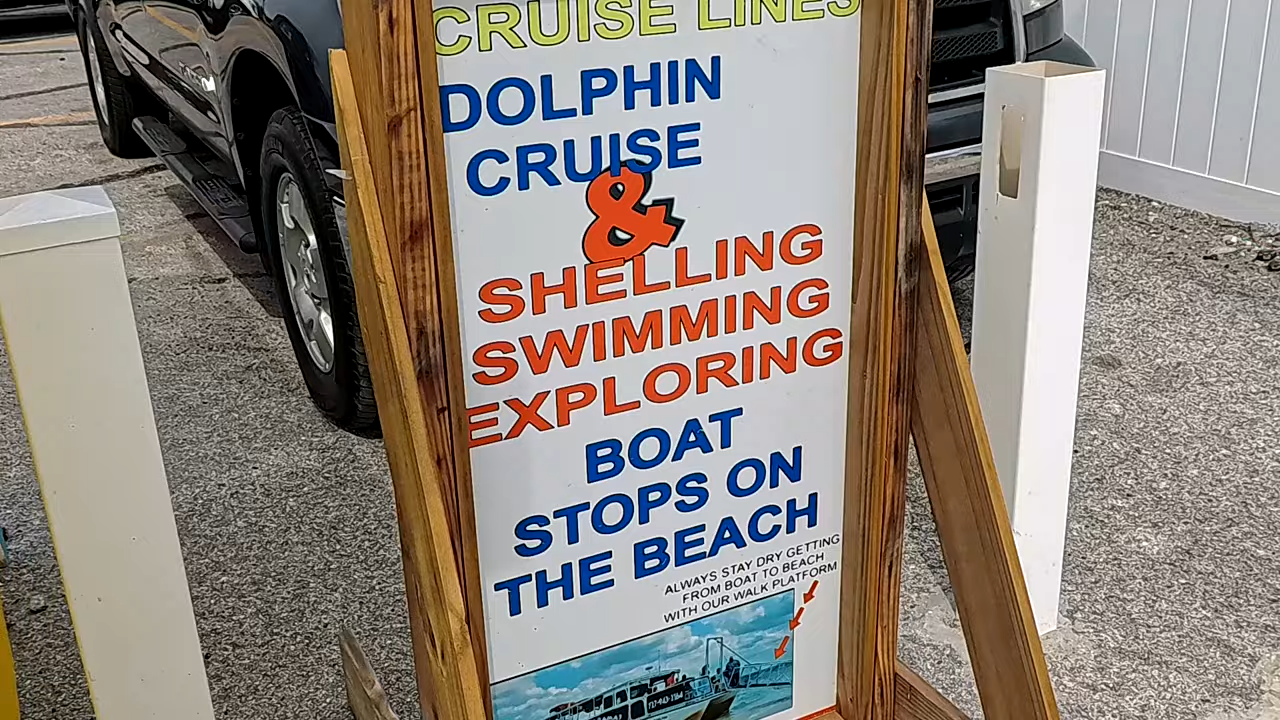 CRUISE LINES
DOLPHIN
CRUISE
&
SHELLING
SWIMMING
EXPLORING
BOAT
STOPS ON
THE BEACH
ALWAYS STAY DRY GETTING
FROM BOAT TO BEACH
WITH OUR WALK PLATFORM